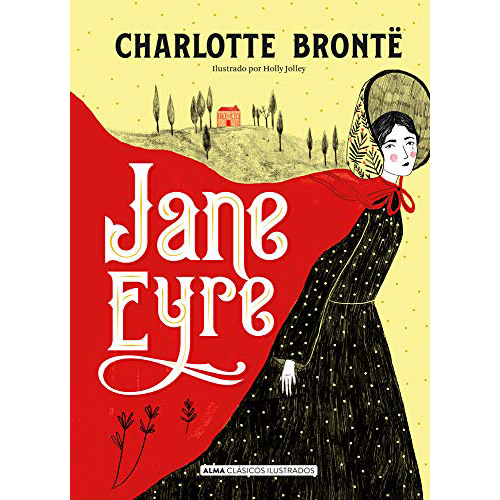 CHARLOTTE BRONTË
Ilustrado por Holly Jolley
Jane
Eyre
ALMA CLÁSICOS ILUSTRADOS